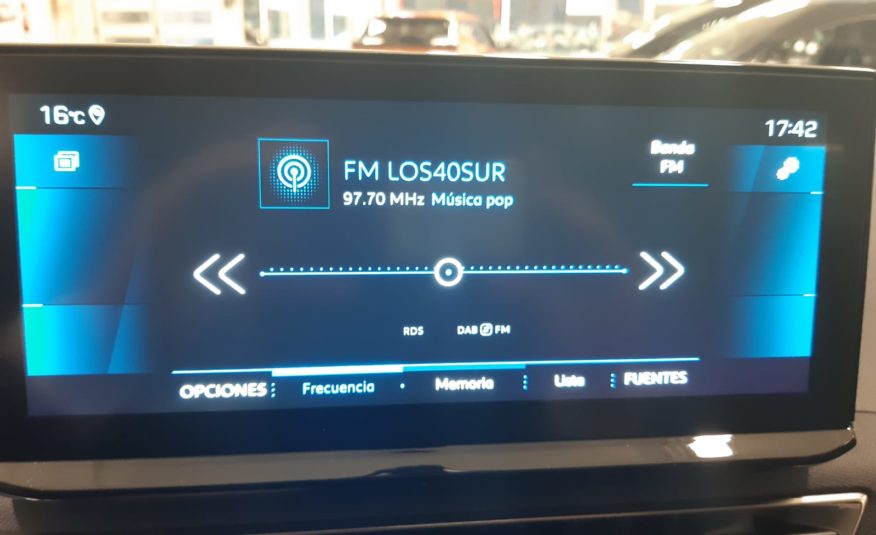 16°C
17:42
FM LOS40SUR
97.70 MHz Música pop
Banda
FM
RDS DAB FM
OPCIONES Frecuencia Memoria Lista FUENTES